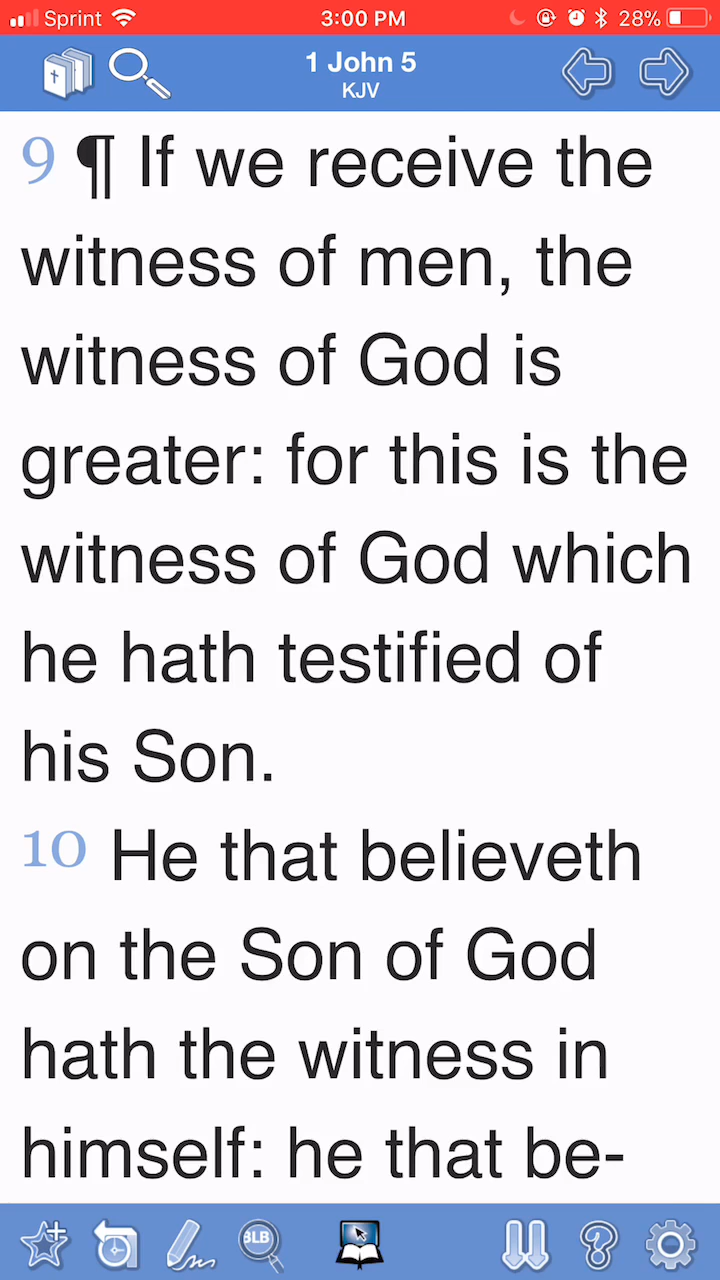 Sprint 3:00 PM 28%
1 John 5
KJV
9 ¶ If we receive the
witness of men, the
witness of God is
greater: for this is the
witness of God which
he hath testified of
his Son.
10 He that believeth
on the Son of God
hath the witness in
himself: he that be-
BLB